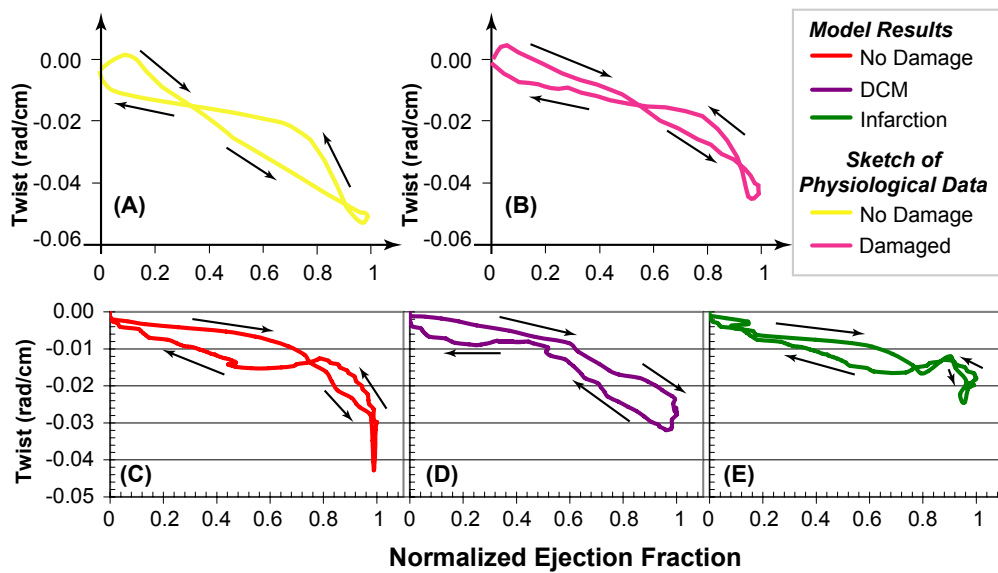 Twist (rad/cm)
0.00
-0.02
-0.04
-0.06
(A)
0 0.2 0.4 0.6 0.8 1
Twist (rad/cm)
0.00
-0.02
-0.04
-0.06
(B)
0 0.2 0.4 0.6 0.8 1
Model Results
No Damage
DCM
Infarction
Sketch of
Physiological Data
No Damage
Damaged
Twist (rad/cm)
0.00
-0.01
-0.02
-0.03
-0.04
-0.05
(C)
0 0.2 0.4 0.6 0.8 1
(D)
0 0.2 0.4 0.6 0.8 1
(E)
0 0.2 0.4 0.6 0.8 1
Normalized Ejection Fraction